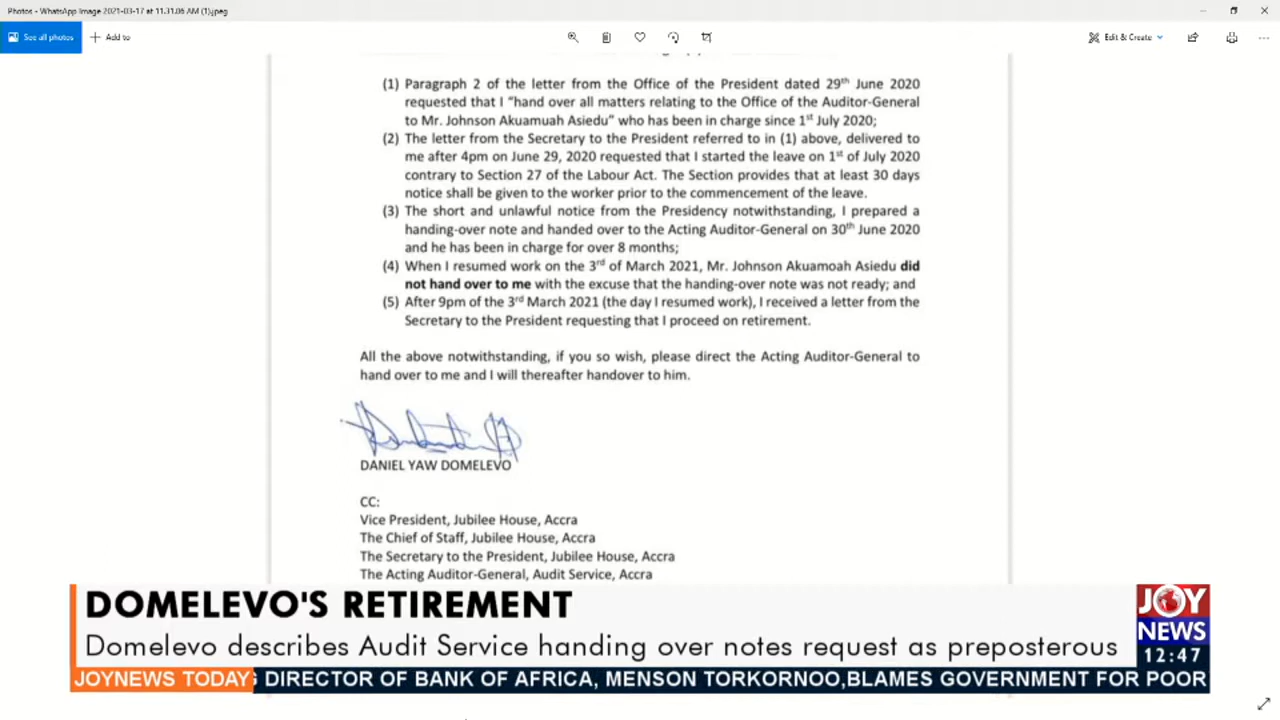 Photos - WhatsApp Image 2021-03-17 at 11.31.06 AM (1).jpeg
See all photos
Add to
Edit & Create
(1) Paragraph 2 of the letter from the Office of the President dated 29th June 2020
requested that I "hand over all matters relating to the Office of the Auditor-General
to Mr. Johnson Akuamuah Asiedu" who has been in charge since 1st July 2020;
(2) The letter from the Secretary to the President referred to in (1) above, delivered to
me after 4pm on June 29, 2020 requested that I started the leave on 1st of July 2020
contrary to Section 27 of the Labour Act. The Section provides that at least 30 days
notice shall be given to the worker prior to the commencement of the leave.
(3) The short and unlawful notice from the Presidency notwithstanding, I prepared a
handing-over note and handed over to the Acting Auditor-General on 30th June 2020
and he has been in charge for over 8 months;
(4) When I resumed work on the 3rd of March 2021, Mr. Johnson Akuamoah Asiedu did
not hand over to me with the excuse that the handing-over note was not ready; and
(5) After 9pm of the 3rd March 2021 (the day I resumed work), I received a letter from the
Secretary to the President requesting that I proceed on retirement.
All the above notwithstanding, if you so wish, please direct the Acting Auditor-General to
hand over to me and I will thereafter handover to him.
DANIEL YAW DOMELEVO
CC:
Vice President, Jubilee House, Accra
The Chief of Staff, Jubilee House, Accra
The Secretary to the President, Jubilee House, Accra
The Acting Auditor-General, Audit Service, Accra
DOMELEVO'S RETIREMENT
Domelevo describes Audit Service handing over notes request as preposterous
JOY
NEWS
12:47
JOYNEWS TODAY
DIRECTOR OF BANK OF AFRICA, MENSON TORKORNOO,BLAMES GOVERNMENT FOR POOR